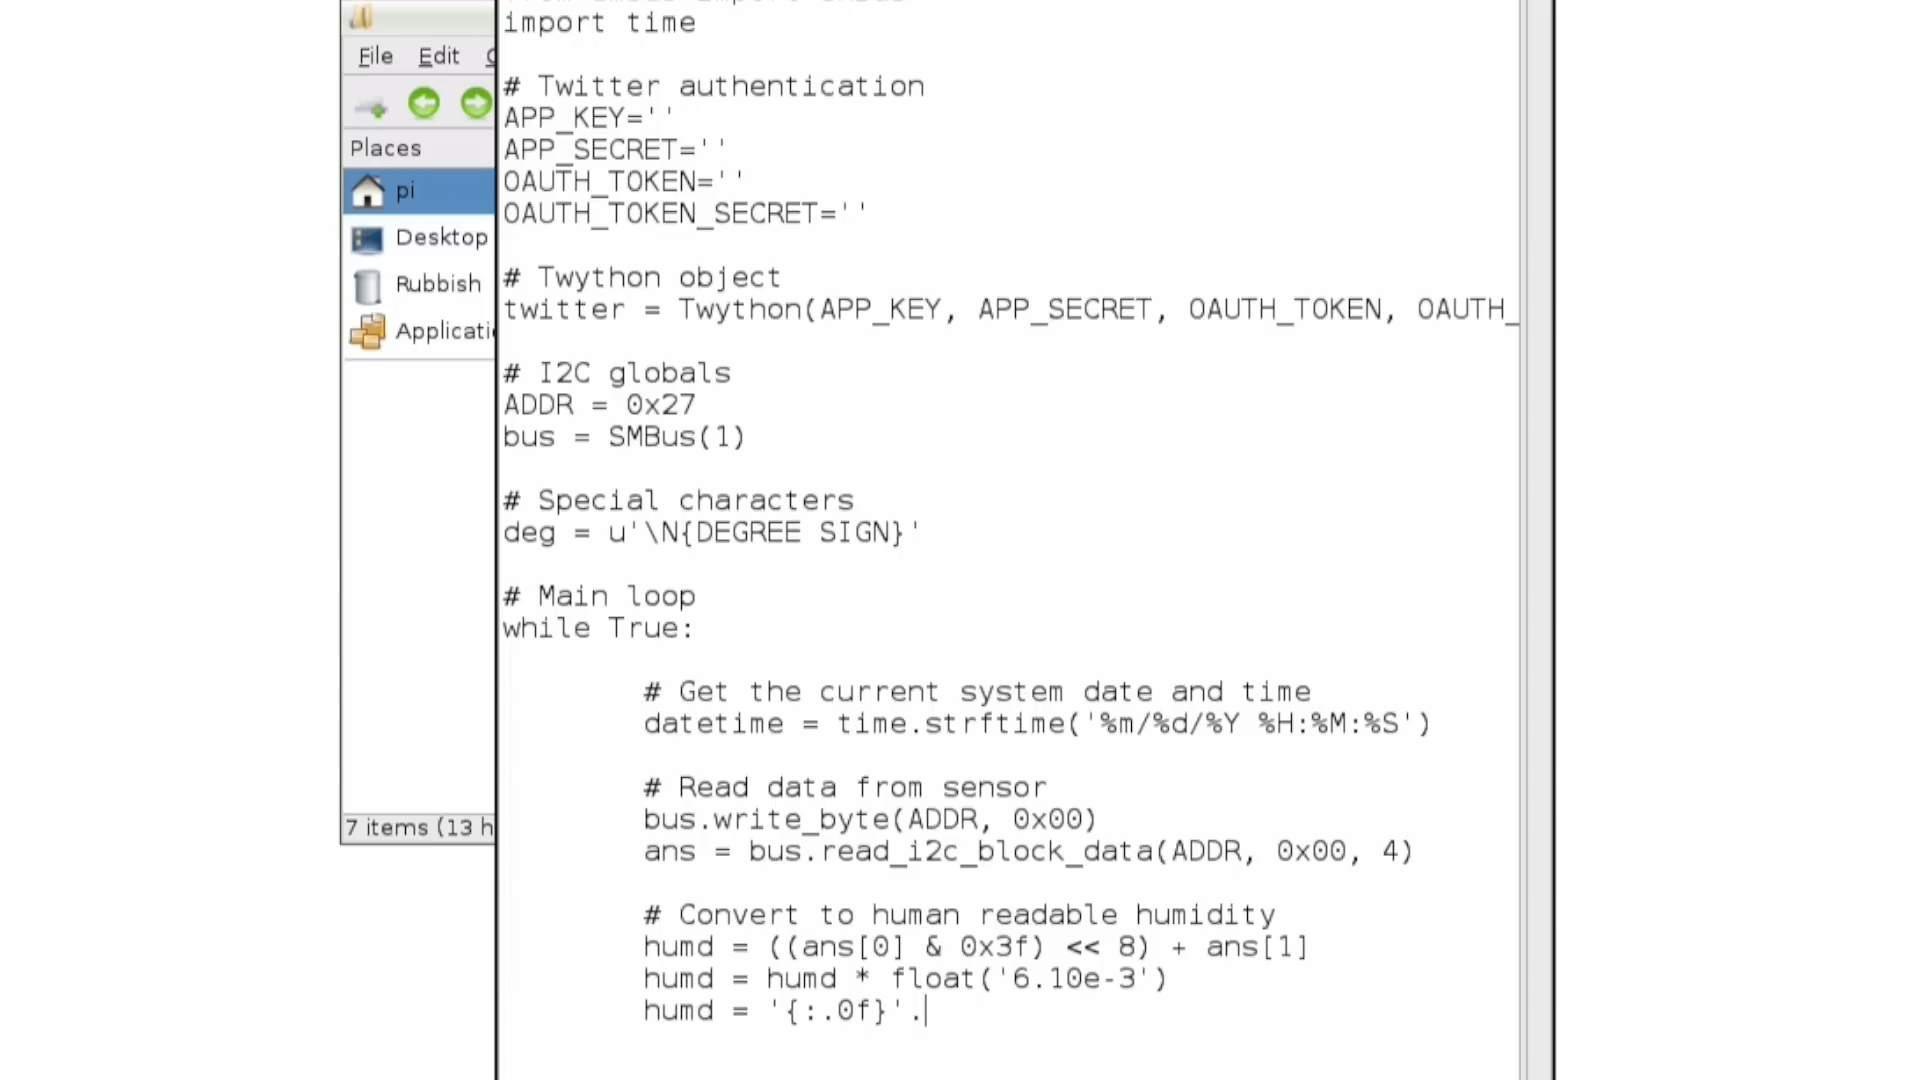 File Edit
Places
pi
Desktop
Rubbish
7 items (13
import time
# Twitter authentication
APP_KEY=''
APP_SECRET=''
OAUTH_TOKEN=''
OAUTH_TOKEN_SECRET=''
# Twython object
twitter = Twython(APP_KEY, APP_SECRET, OAUTH_TOKEN, OAUTH_
# I2C globals
ADDR = 0x27
bus = SMBus(1)
# Special characters
deg = u'\N{DEGREE SIGN}'
# Main loop
while True:
# Get the current system date and time
datetime = time.strftime('%m/%d/%Y %H:%M:%S')
# Read data from sensor
bus.write_byte(ADDR, 0x00)
ans = bus.read_i2c_block_data(ADDR, 0x00, 4)
# Convert to human readable humidity
humd = ((ans[0] & 0x3f) << 8) + ans[1]
humd = humd * float('6.10e-3')
humd = '{:.0f}'.